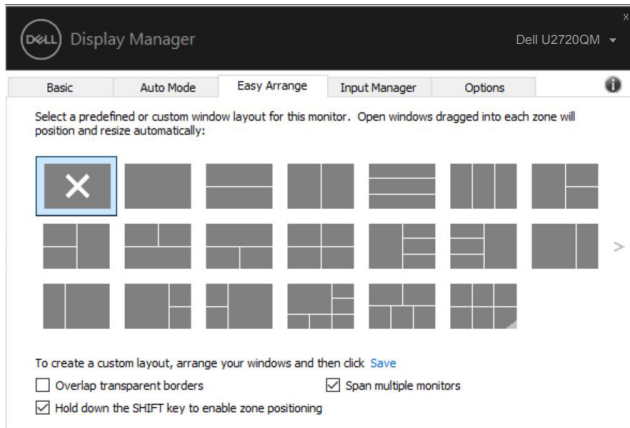 x
DELL Display Manager
Dell U2720QM
Basic Auto Mode Easy Arrange Input Manager Options
Select a predefined or custom window layout for this monitor. Open windows dragged into each zone will
position and resize automatically:
>
To create a custom layout, arrange your windows and then click Save
Overlap transparent borders
Span multiple monitors
Hold down the SHIFT key to enable zone positioning